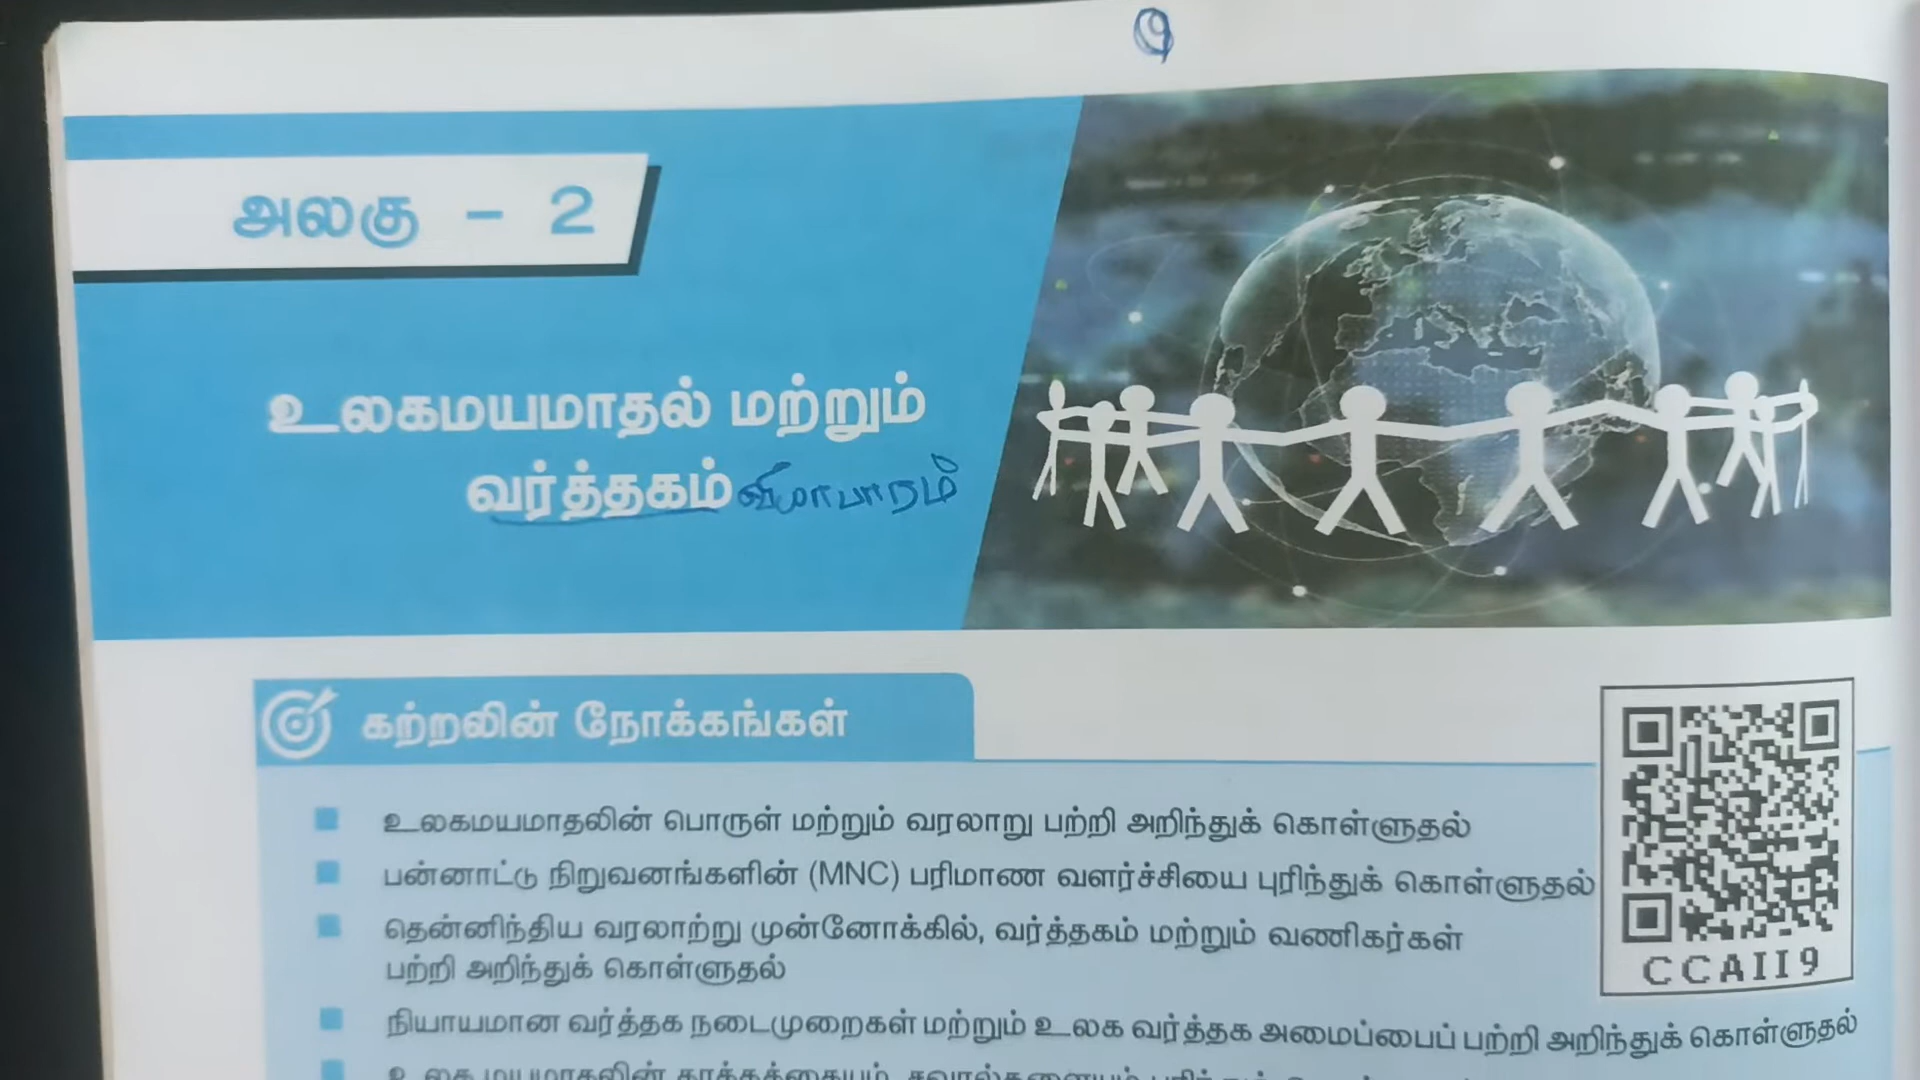 அலகு - 2
உலகமயமாதல் மற்றும்
வர்த்தகம் வியாபாரம்
கற்றலின் நோக்கங்கள்
உலகமயமாதலின் பொருள் மற்றும் வரலாறு பற்றி அறிந்துக் கொள்ளுதல்
பன்னாட்டு நிறுவனங்களின் (MNC) பரிமாண வளர்ச்சியை புரிந்துக் கொள்ளுதல்
தென்னிந்திய வரலாற்று முன்னோக்கில், வர்த்தகம் மற்றும் வணிகர்கள்
பற்றி அறிந்துக் கொள்ளுதல்
CCAII9
நியாயமான வர்த்தக நடைமுறைகள் மற்றும் உலக வர்த்தக அமைப்பைப் பற்றி அறிந்துக் கொள்ளுதல்